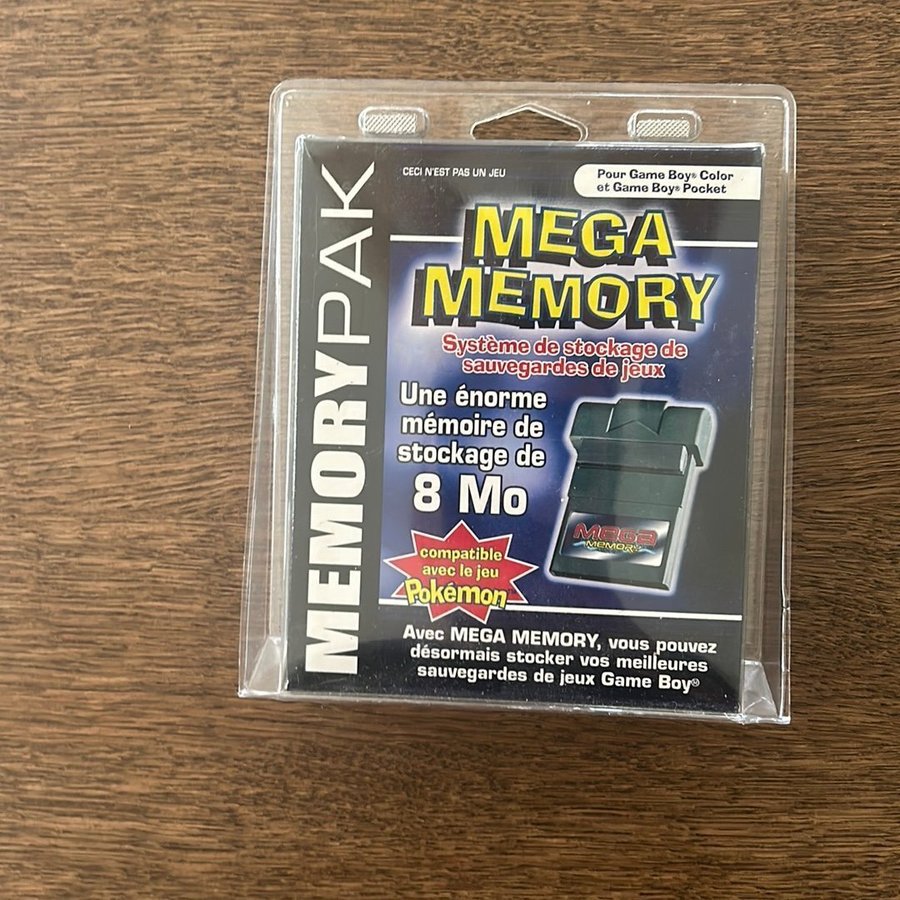 MEMORYPAK
CECI N'EST PAS UN JEU
Pour Game Boy® Color
et Game Boy® Pocket
MEGA
MEMORY
Système de stockage de
sauvegardes de jeux
Une énorme
mémoire de
stockage de
8 Mo
MEGA
MEMORY
compatible
avec le jeu
Pokémon
Avec MEGA MEMORY, vous pouvez
désormais stocker vos meilleures
sauvegardes de jeux Game Boy®